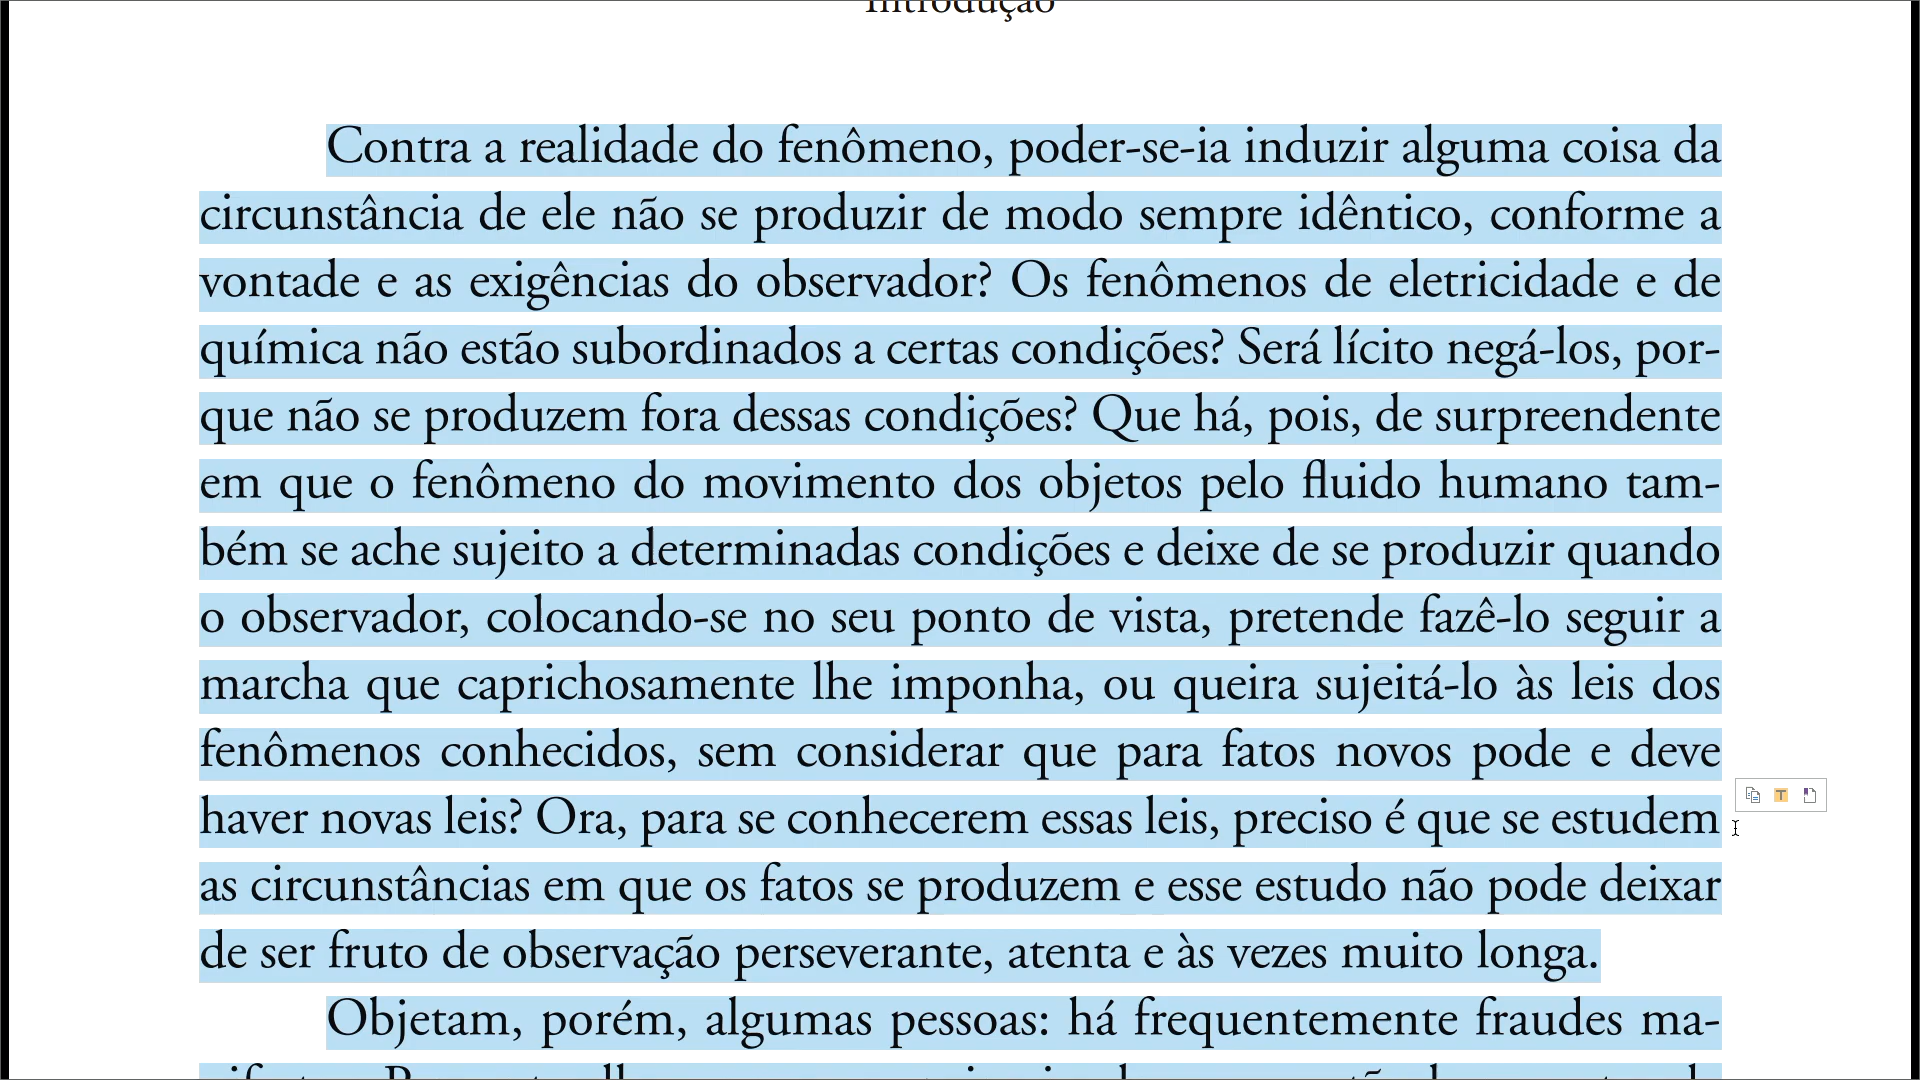 Introdução
Contra a realidade do fenômeno, poder-se-ia induzir alguma coisa da
circunstância de ele não se produzir de modo sempre idêntico, conforme a
vontade e as exigências do observador? Os fenômenos de eletricidade e de
química não estão subordinados a certas condições? Será lícito negá-los, por-
que não se produzem fora dessas condições? Que há, pois, de surpreendente
em que o fenômeno do movimento dos objetos pelo fluido humano tam-
bém se ache sujeito a determinadas condições e deixe de se produzir quando
o observador, colocando-se no seu ponto de vista, pretende fazê-lo seguir a
marcha que caprichosamente lhe imponha, ou queira sujeitá-lo às leis dos
fenômenos conhecidos, sem considerar que para fatos novos pode e deve
haver novas leis? Ora, para se conhecerem essas leis, preciso é que se estudem
as circunstâncias em que os fatos se produzem e esse estudo não pode deixar
de ser fruto de observação perseverante, atenta e às vezes muito longa.
Objetam, porém, algumas pessoas: há frequentemente fraudes ma-